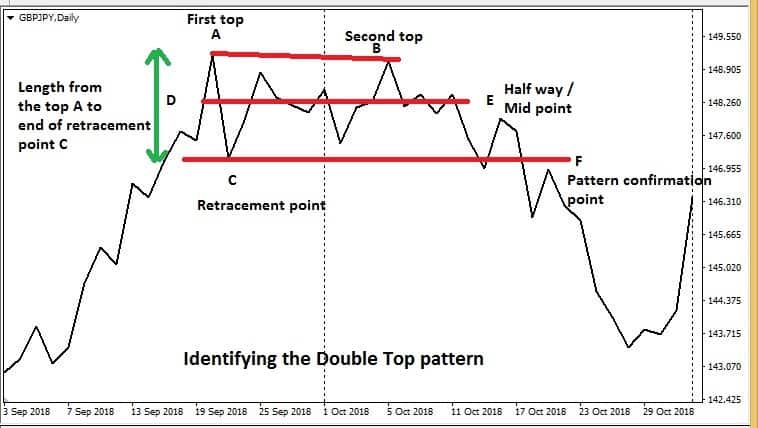 GBPJPY,Daily
First top
A
Second top
B
149.550
148.905
148.260
147.600
146.955
146.310
145.665
145.020
144.375
143.715
143.070
142.425
Length from
the top A to
end of retracement
point C
D
E
Half way /
Mid point
C
Retracement point
F
Pattern confirmation
point
Identifying the Double Top pattern
3 Sep 2018 7 Sep 2018 13 Sep 2018 19 Sep 2018 25 Sep 2018 1 Oct 2018 5 Oct 2018 11 Oct 2018 17 Oct 2018 23 Oct 2018 29 Oct 2018